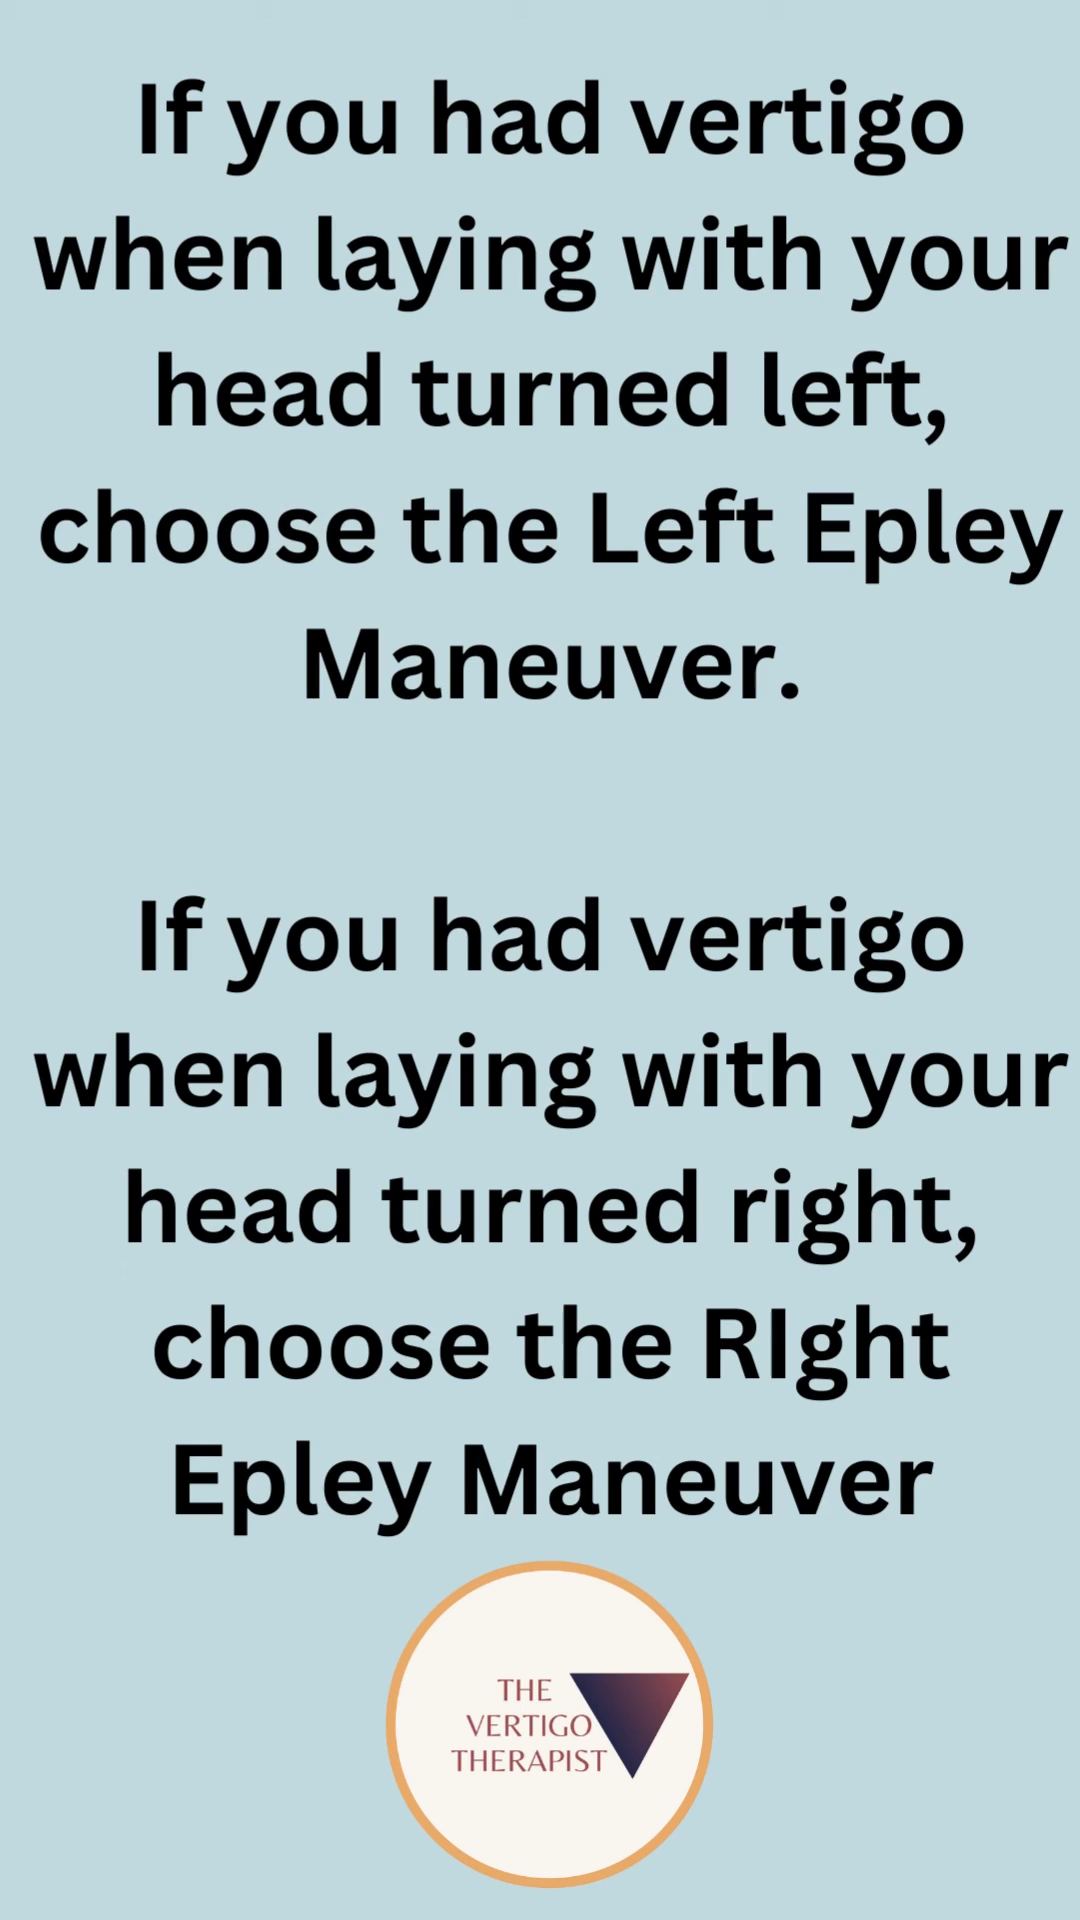 If you had vertigo
when laying with your
head turned left,
choose the Left Epley
Maneuver.
If you had vertigo
when laying with your
head turned right,
choose the RIght
Epley Maneuver
THE
VERTIGO
THERAPIST